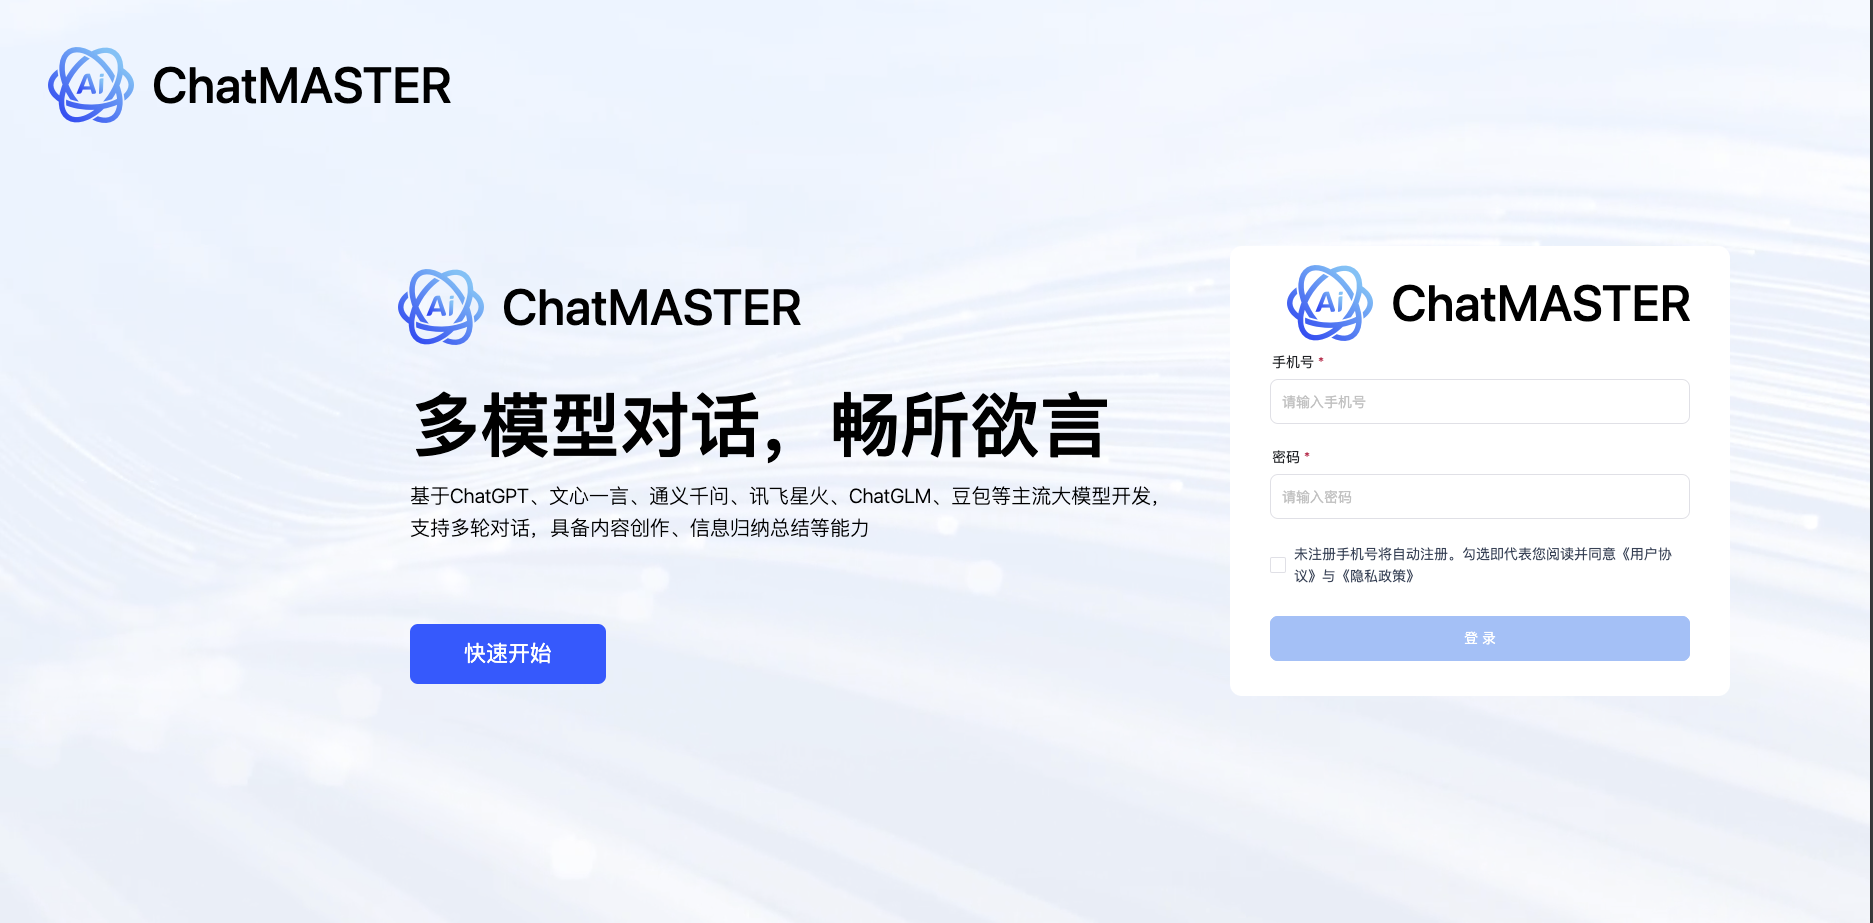 Ai ChatMASTER
Ai ChatMASTER
多模型对话，畅所欲言
基于ChatGPT、文心一言、通义千问、讯飞星火、ChatGLM、豆包等主流大模型开发，
支持多轮对话，具备内容创作、信息归纳总结等能力
快速开始
Ai ChatMASTER
手机号 *
请输入手机号
密码 *
请输入密码
未注册手机号将自动注册。勾选即代表您阅读并同意《用户协
议》与《隐私政策》
登 录